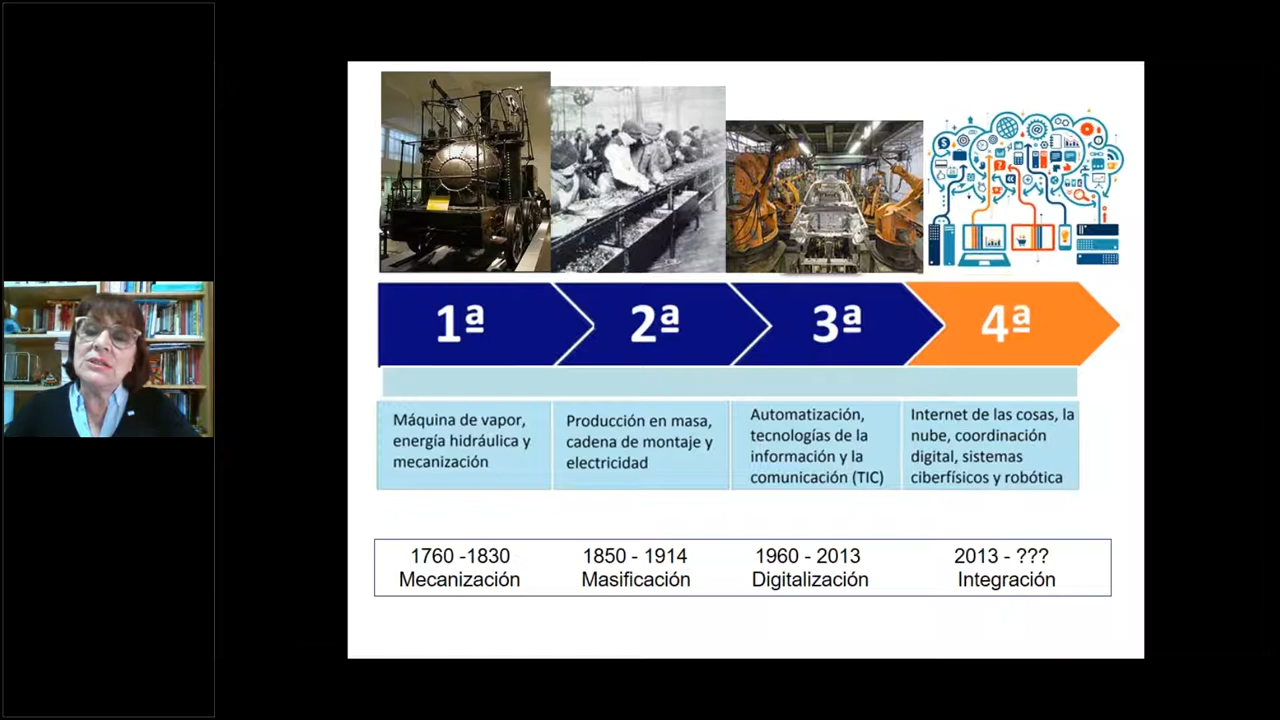 1ª
2ª
3ª
4ª
Máquina de vapor,
energía hidráulica y
mecanización
Producción en masa,
cadena de montaje y
electricidad
Automatización,
tecnologías de la
información y la
comunicación (TIC)
Internet de las cosas, la
nube, coordinación
digital, sistemas
ciberfísicos y robótica
1760 -1830
Mecanización
1850 - 1914
Masificación
1960 - 2013
Digitalización
2013 - ???
Integración